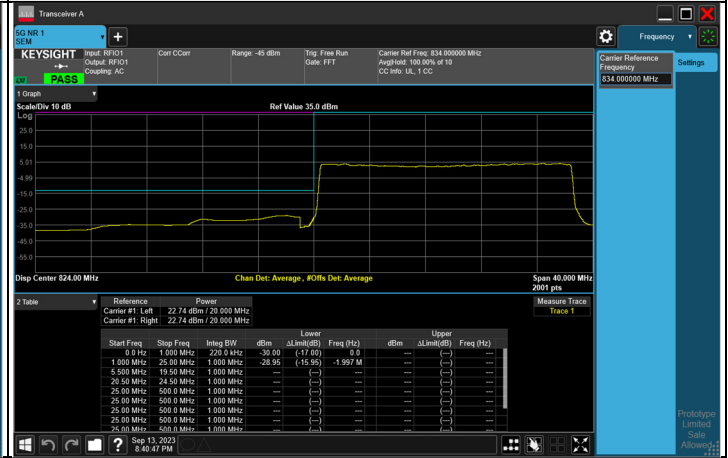 Transceiver A
5G NR 1
SEM
Frequency
KEYSIGHT
LXI
PASS
Input: RFIO1
Output: RFIO1
Coupling: AC
Corr CCorr
Range: -45 dBm
Trig: Free Run
Gate: FFT
Carrier Ref Freq: 834.000000 MHz
Avg|Hold: 100.00% of 10
CC Info: UL, 1 CC
Carrier Reference
Frequency
834.000000 MHz
Settings
1 Graph
Scale/Div 10 dB
Ref Value 35.0 dBm
Log
25.0
15.0
5.01
-4.99
-15.0
-25.0
-35.0
-45.0
-55.0
Disp Center 824.00 MHz
Chan Det: Average , #Offs Det: Average
Span 40.000 MHz
2001 pts
2 Table
Reference Power
Carrier #1: Left 22.74 dBm / 20.000 MHz
Carrier #1: Right 22.74 dBm / 20.000 MHz
Measure Trace
Trace 1
Lower Upper
Start Freq Stop Freq Integ BW dBm ΔLimit(dB) Freq (Hz) dBm ΔLimit(dB) Freq (Hz)
0.0 Hz 1.000 MHz 220.0 kHz -30.00 (-17.00) 0.0 --- (---) ---
1.000 MHz 25.00 MHz 1.000 MHz -28.95 (-15.95) -1.997 M --- (---) ---
5.500 MHz 19.50 MHz 1.000 MHz --- (---) --- --- (---) ---
20.50 MHz 24.50 MHz 1.000 MHz --- (---) --- --- (---) ---
25.00 MHz 500.0 MHz 1.000 MHz --- (---) --- --- (---) ---
25.00 MHz 500.0 MHz 1.000 MHz --- (---) --- --- (---) ---
25.00 MHz 500.0 MHz 1.000 MHz --- (---) --- --- (---) ---
25.00 MHz 500.0 MHz 1.000 MHz --- (---) --- --- (---) ---
25.00 MHz 500.0 MHz 1.000 MHz --- (---) --- --- (---) ---
Sep 13, 2023
8:40:47 PM
Prototype
Limited
Sale
Allowed